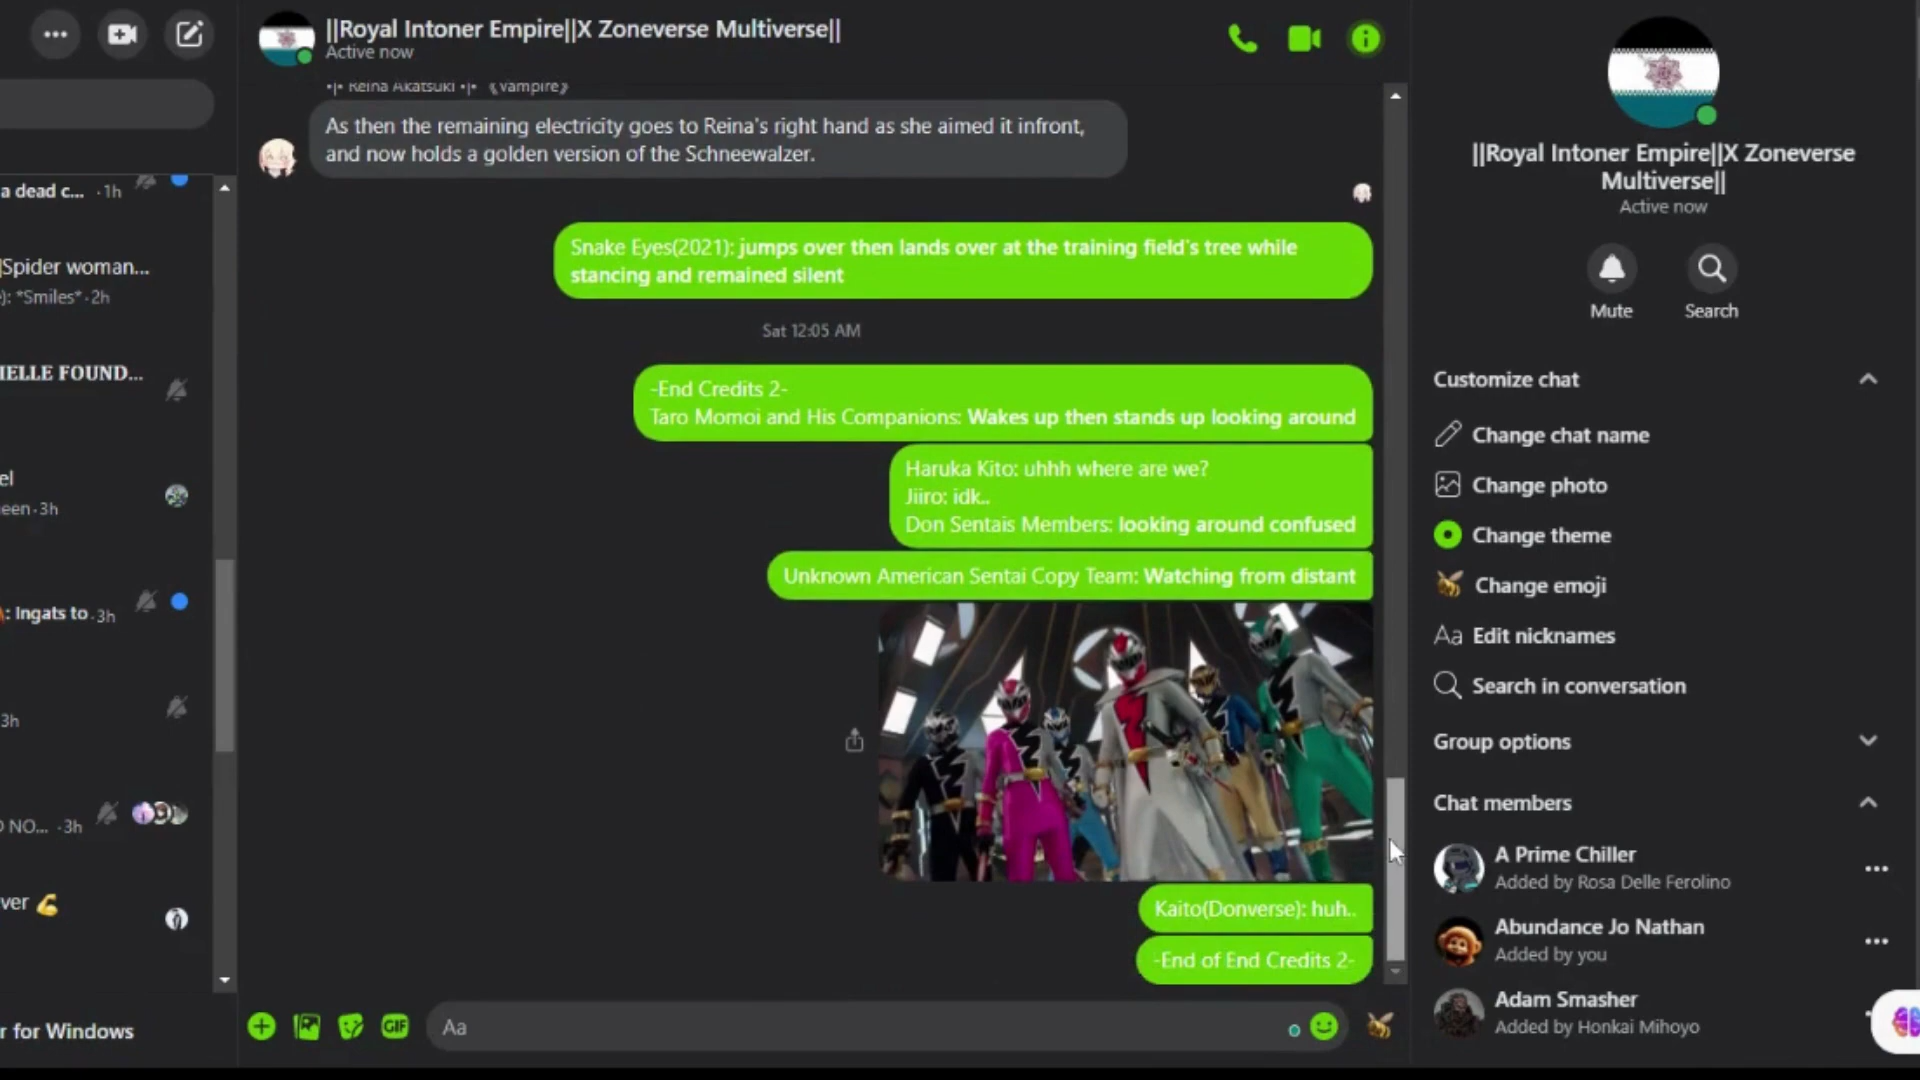 a dead c... · 1h
Spider woman...
): *Smiles* · 2h
IELLE FOUND...
el
een · 3h
: Ingats to · 3h
3h
NO... · 3h
ver 💪
r for Windows
||Royal Intoner Empire||X Zoneverse Multiverse||
Active now
•|• Reina Akatsuki •|• 《Vampire》
As then the remaining electricity goes to Reina's right hand as she aimed it infront,
and now holds a golden version of the Schneewalzer.
Snake Eyes(2021): jumps over then lands over at the training field's tree while
stancing and remained silent
Sat 12:05 AM
-End Credits 2-
Taro Momoi and His Companions: Wakes up then stands up looking around
Haruka Kito: uhhh where are we?
Jiiro: idk..
Don Sentais Members: looking around confused
Unknown American Sentai Copy Team: Watching from distant
Kaito(Donverse): huh..
-End of End Credits 2-
GIF
Aa
||Royal Intoner Empire||X Zoneverse
Multiverse||
Active now
Mute
Search
Customize chat
Change chat name
Change photo
Change theme
Change emoji
Aa Edit nicknames
Search in conversation
Group options
Chat members
A Prime Chiller
Added by Rosa Delle Ferolino
Abundance Jo Nathan
Added by you
Adam Smasher
Added by Honkai Mihoyo